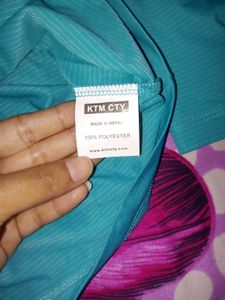 KTM CTY
MADE IN NEPAL
100% POLYESTER
www.ktmcty.com